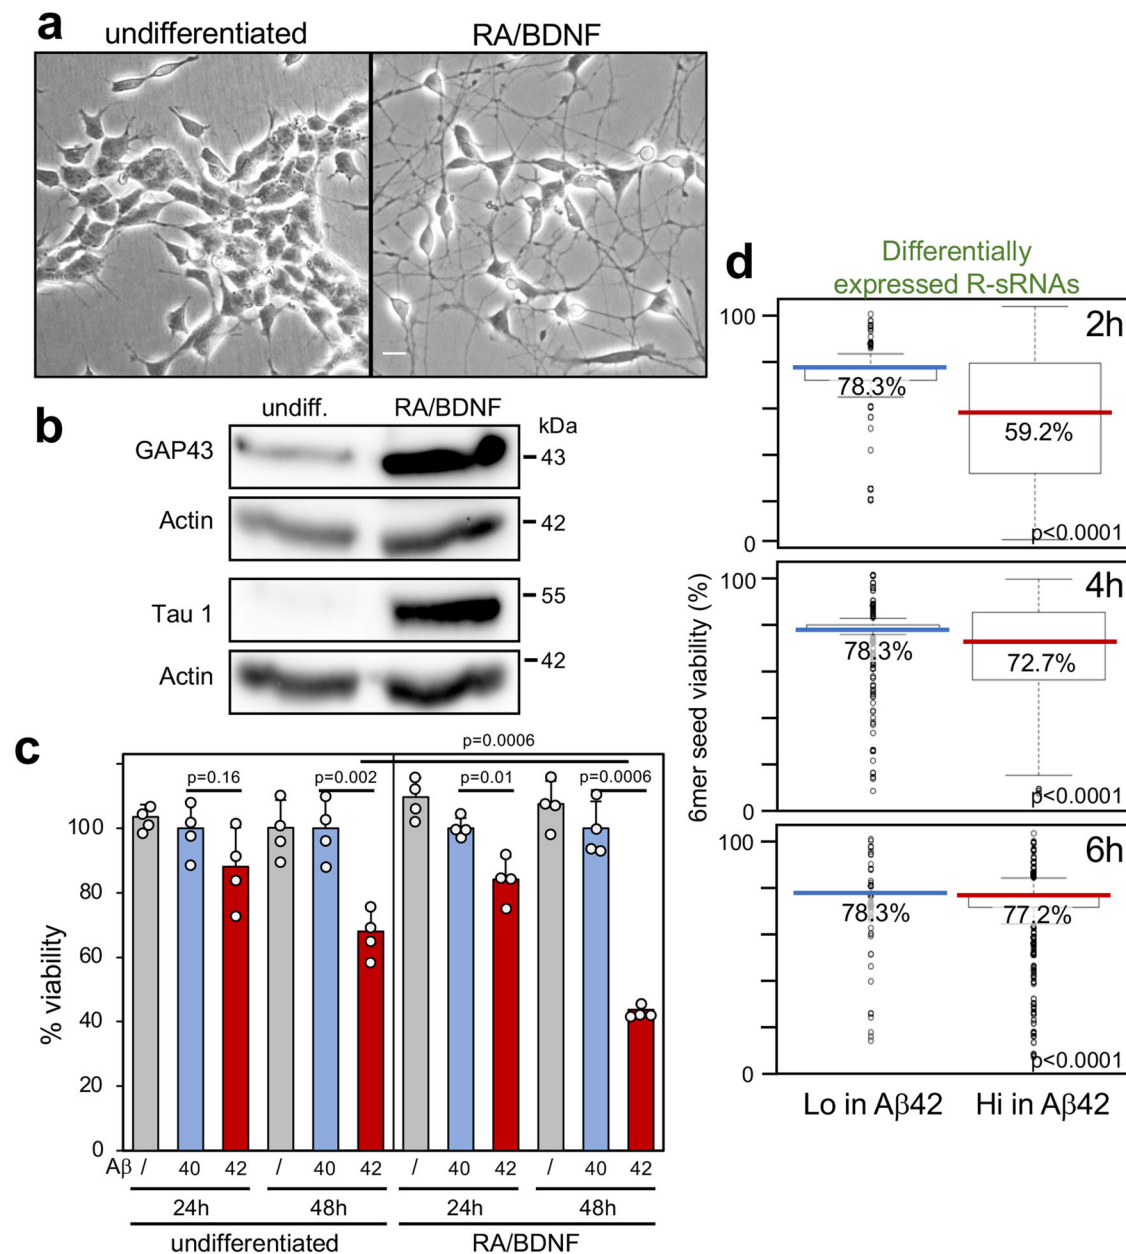 a
undifferentiated
RA/BDNF
b
undiff.
RA/BDNF
kDa
GAP43
43
Actin
42
Tau 1
55
Actin
42
c
p=0.0006
p=0.16
p=0.002
p=0.01
p=0.0006
% viability
100
80
60
40
20
0
Aβ / 40 42 / 40 42 / 40 42 / 40 42
24h 48h 24h 48h
undifferentiated RA/BDNF
d
Differentially
expressed R-sRNAs
6mer seed viability (%)
100
2h
78.3%
59.2%
0
p<0.0001
100
4h
78.3%
72.7%
0
p<0.0001
100
6h
78.3%
77.2%
0
p<0.0001
Lo in Aβ42 Hi in Aβ42